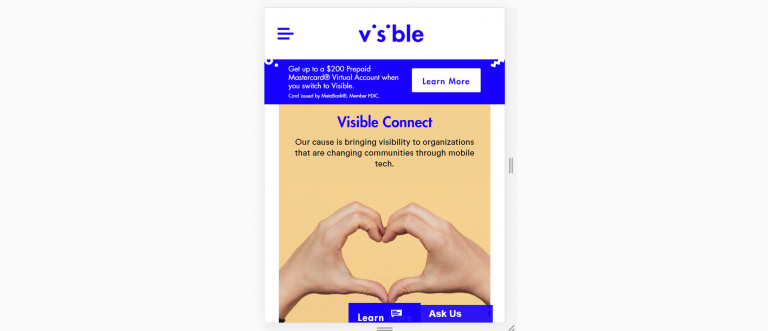 visible
Get up to a $200 Prepaid
Mastercard® Virtual Account when
you switch to Visible.
Card issued by MetaBank®, Member FDIC.
Learn More
Visible Connect
Our cause is bringing visibility to organizations
that are changing communities through mobile
tech.
Learn
Ask Us